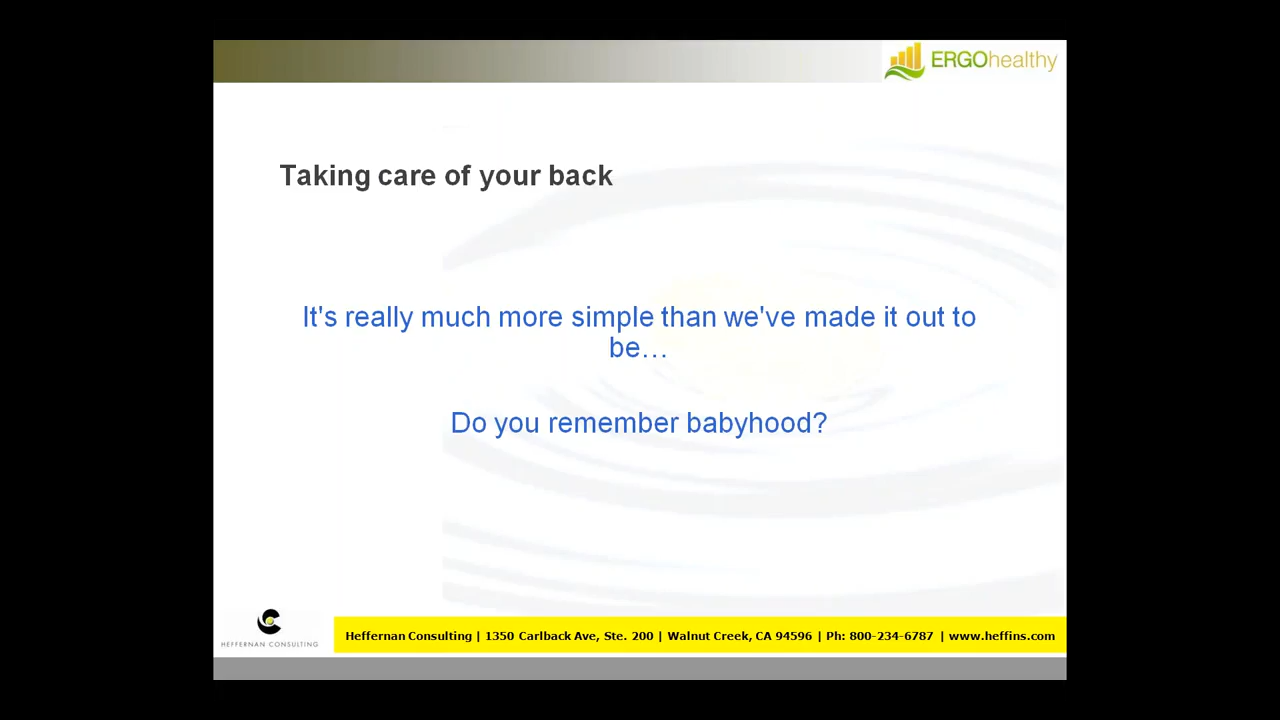 ERGOhealthy
Taking care of your back
It's really much more simple than we've made it out to
be…
Do you remember babyhood?
HEFFERNAN CONSULTING
Heffernan Consulting | 1350 Carlback Ave, Ste. 200 | Walnut Creek, CA 94596 | Ph: 800-234-6787 | www.heffins.com